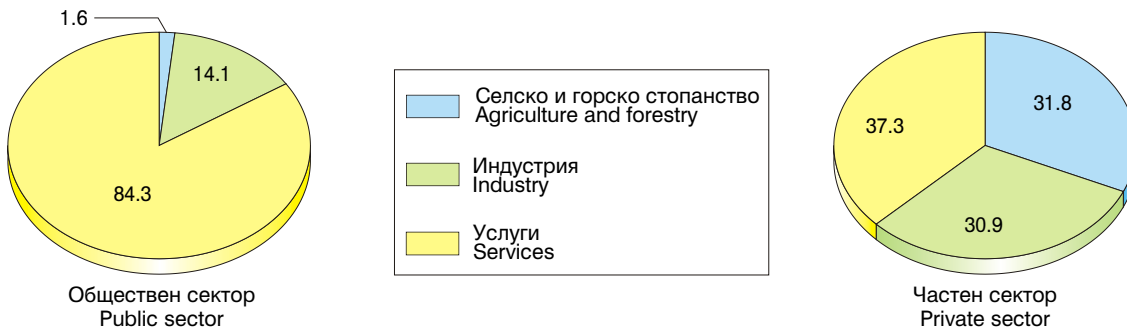 1.6
14.1
84.3
Обществен сектор
Public sector
Селско и горско стопанство
Agriculture and forestry
Индустрия
Industry
Услуги
Services
31.8
37.3
30.9
Частен сектор
Private sector